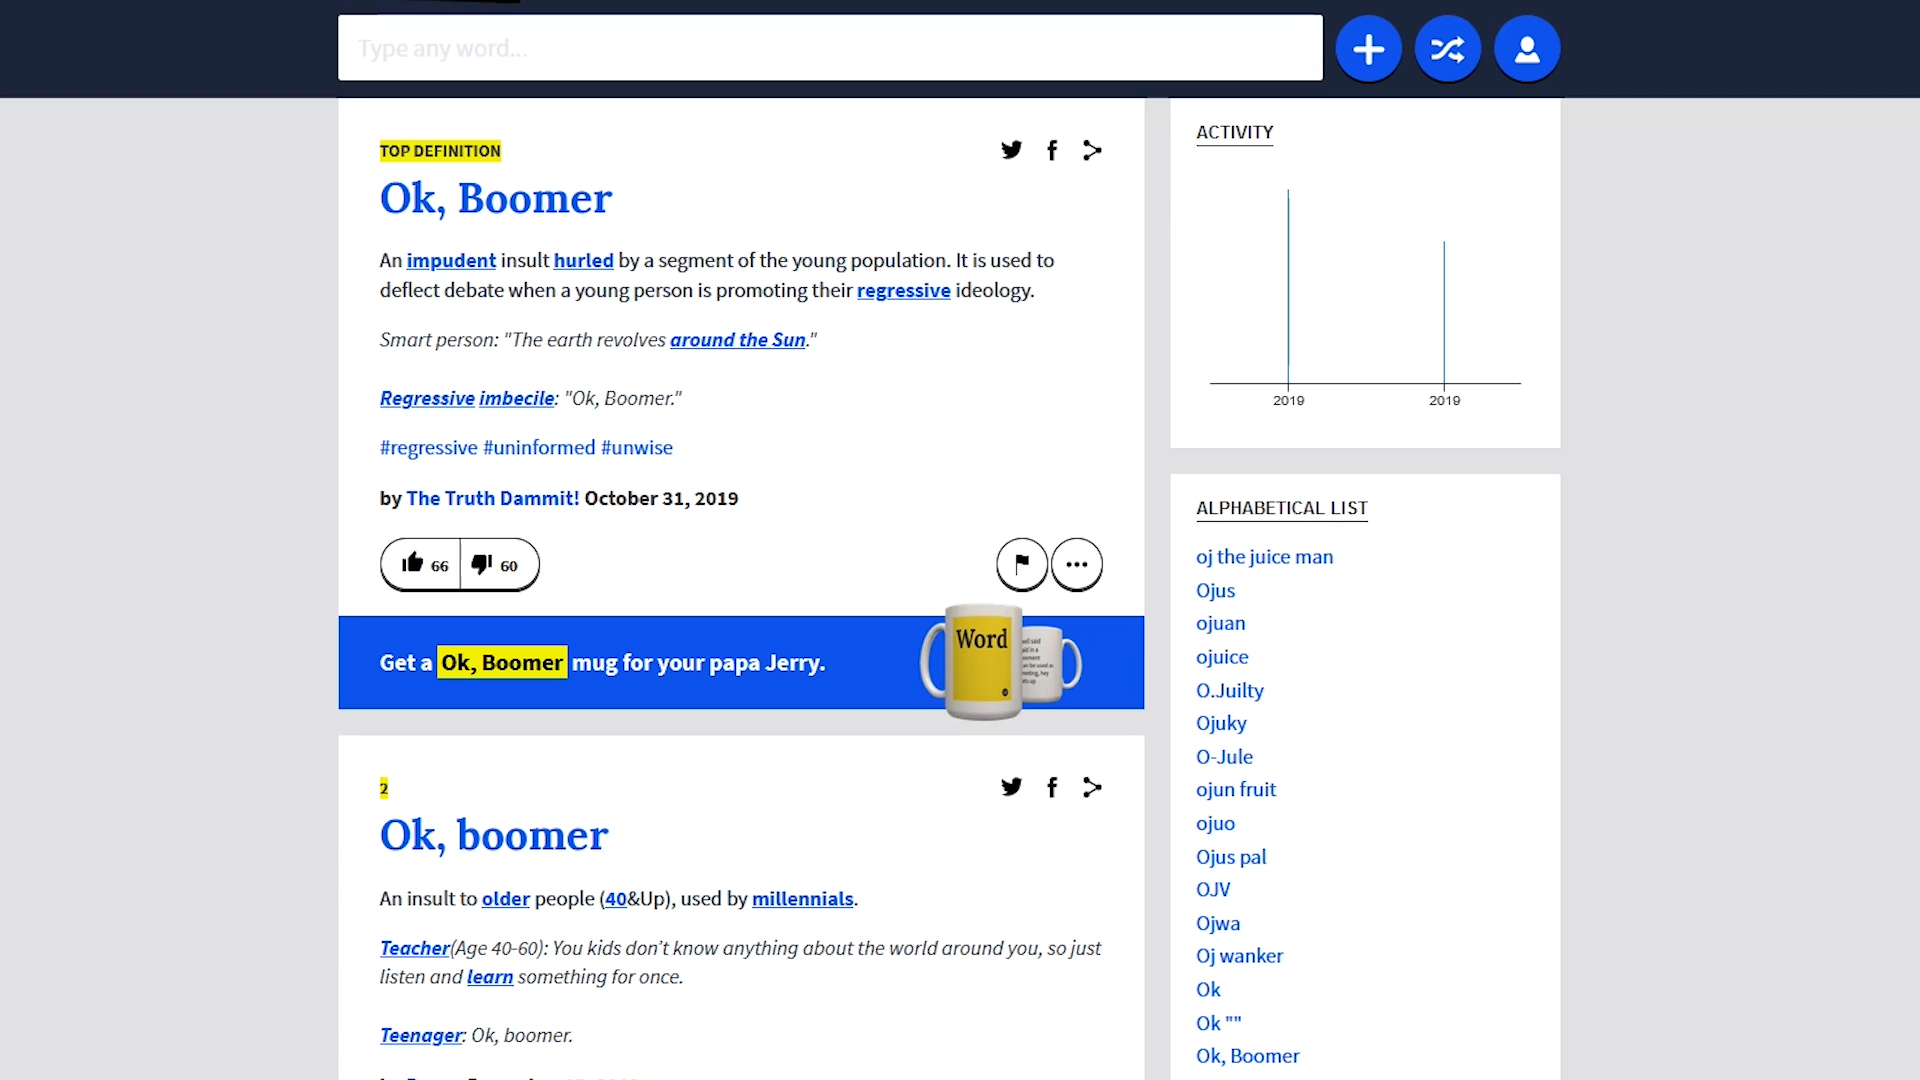 Type any word...
TOP DEFINITION
Ok, Boomer
An impudent insult hurled by a segment of the young population. It is used to
deflect debate when a young person is promoting their regressive ideology.
Smart person: "The earth revolves around the Sun."
Regressive imbecile: "Ok, Boomer."
#regressive #uninformed #unwise
by The Truth Dammit! October 31, 2019
66 60
Get a Ok, Boomer mug for your papa Jerry.
Word
2
Ok, boomer
An insult to older people (40&Up), used by millennials.
Teacher(Age 40-60): You kids don’t know anything about the world around you, so just
listen and learn something for once.
Teenager: Ok, boomer.
ACTIVITY
2019 2019
ALPHABETICAL LIST
oj the juice man
Ojus
ojuan
ojuice
O.Juilty
Ojuky
O-Jule
ojun fruit
ojuo
Ojus pal
OJV
Ojwa
Oj wanker
Ok
Ok ""
Ok, Boomer